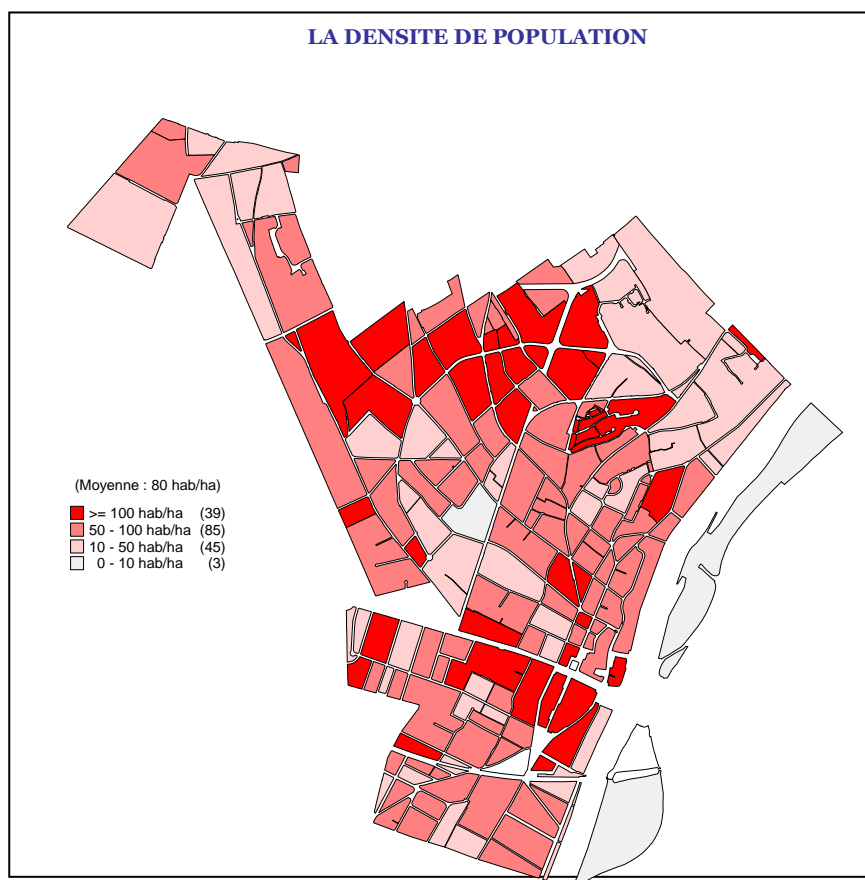 LA DENSITE DE POPULATION
(Moyenne : 80 hab/ha)
>= 100 hab/ha (39)
50 - 100 hab/ha (85)
10 - 50 hab/ha (45)
0 - 10 hab/ha (3)